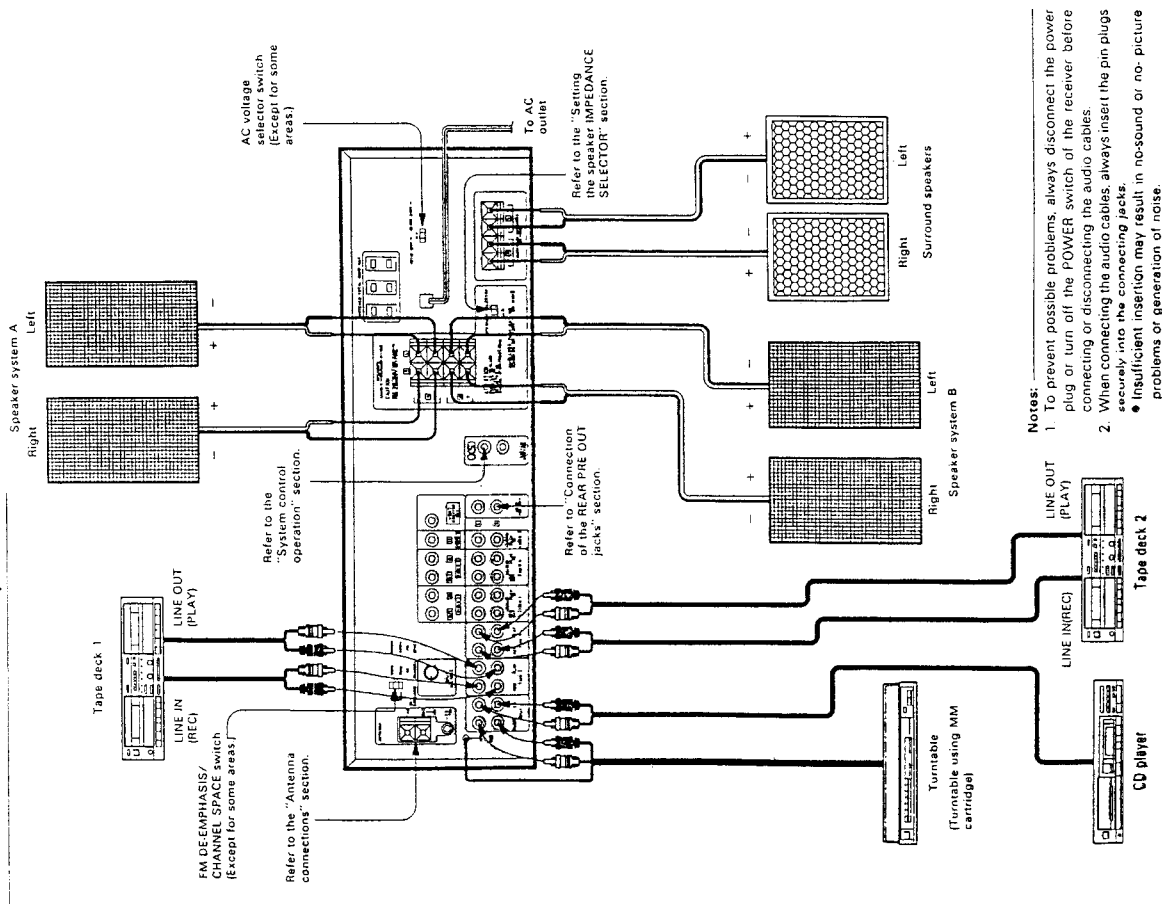 Speaker system A
Right
Left
Tape deck 1
LINE IN
(REC)
LINE OUT
(PLAY)
FM DE-EMPHASIS/
CHANNEL SPACE switch
(Except for some areas.)
Refer to the "Antenna
connections" section.
Refer to the
"System control
operation" section.
AC voltage
selector switch
(Except for some
areas.)
− +
+ −
To AC
outlet
Refer to the "Setting
the speaker IMPEDANCE
SELECTOR" section.
Refer to "Connection
of the REAR PRE OUT
jacks" section.
Turntable
(Turntable using MM
cartridge)
CD player
LINE IN(REC)
LINE OUT
(PLAY)
Tape deck 2
− +
+ −
Right
Left
Speaker system B
+ −
− +
Right
Left
Surround speakers
Notes:
1. To prevent possible problems, always disconnect the power
plug or turn off the POWER switch of the receiver before
connecting or disconnecting the audio cables.
2. When connecting the audio cables, always insert the pin plugs
securely into the connecting jacks.
● Insufficient insertion may result in no-sound or no- picture
problems or generation of noise.